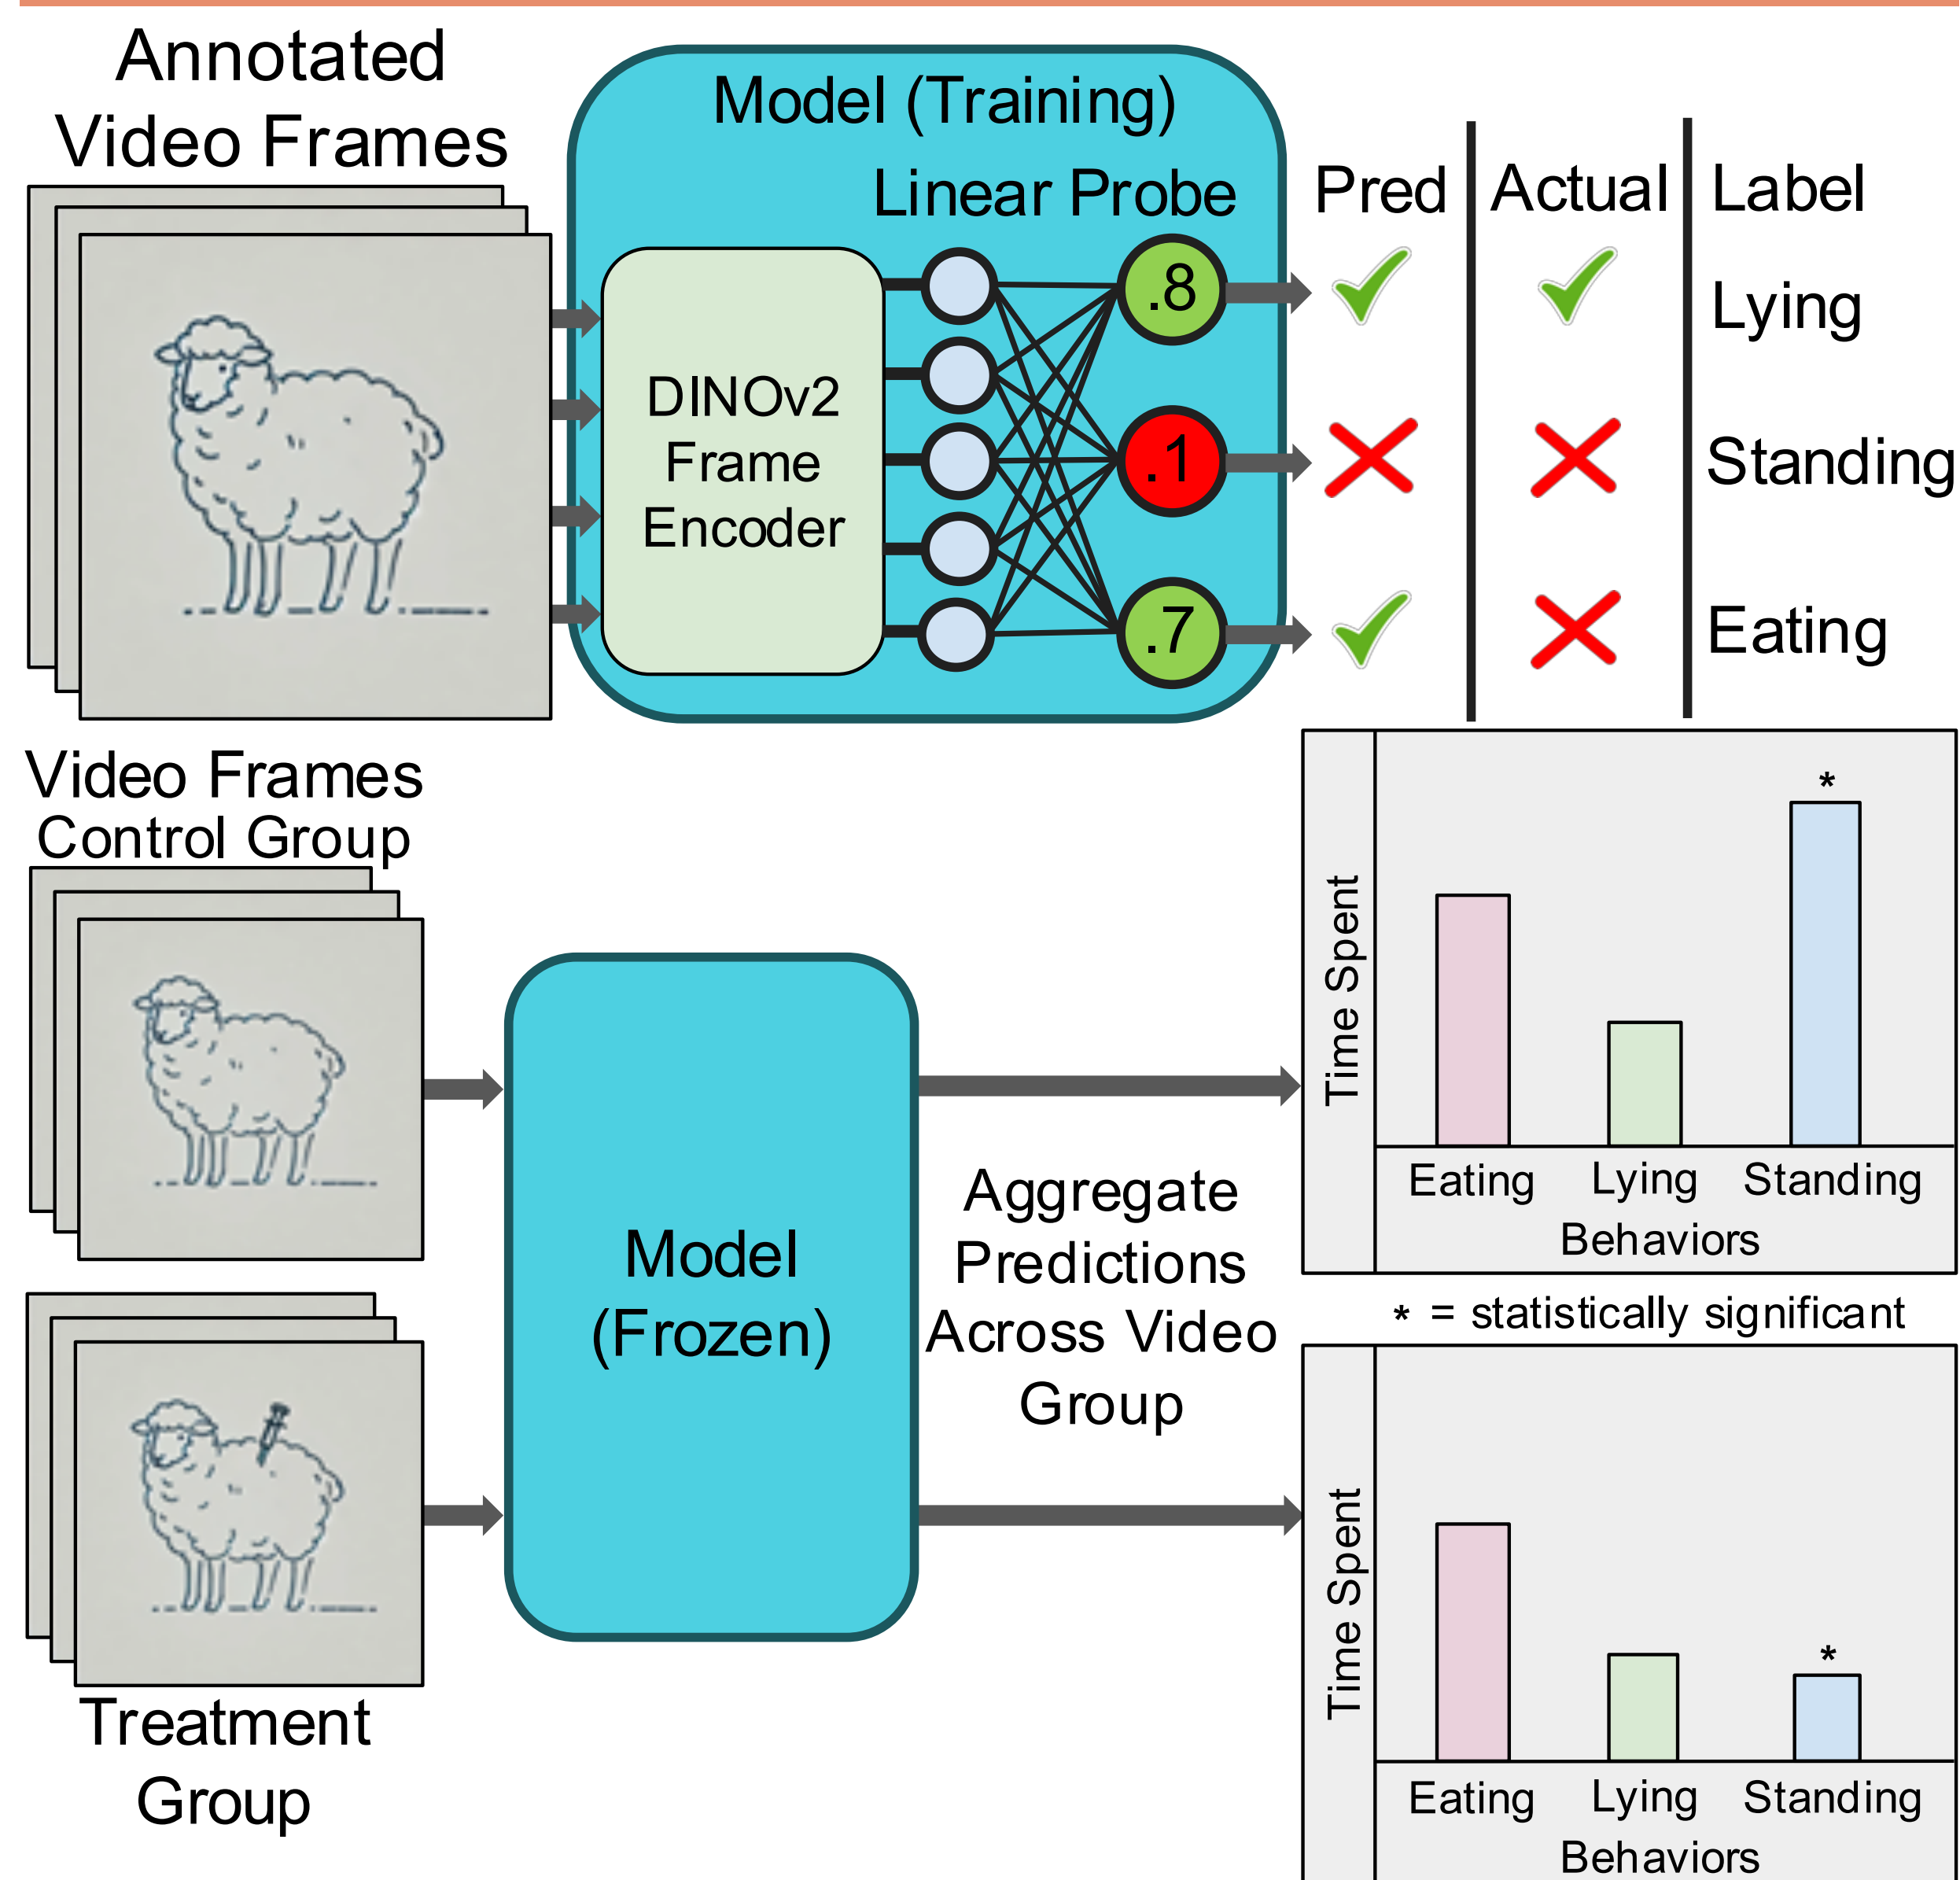 Annotated
Video Frames
Model (Training)
Linear Probe
DINOv2
Frame
Encoder
.8
.1
.7
Pred
Actual
Label
Lying
Standing
Eating
Video Frames
Control Group
Model
(Frozen)
Aggregate
Predictions
Across Video
Group
Time Spent
*
Eating
Lying
Standing
Behaviors
* = statistically significant
Treatment
Group
Time Spent
*
Eating
Lying
Standing
Behaviors